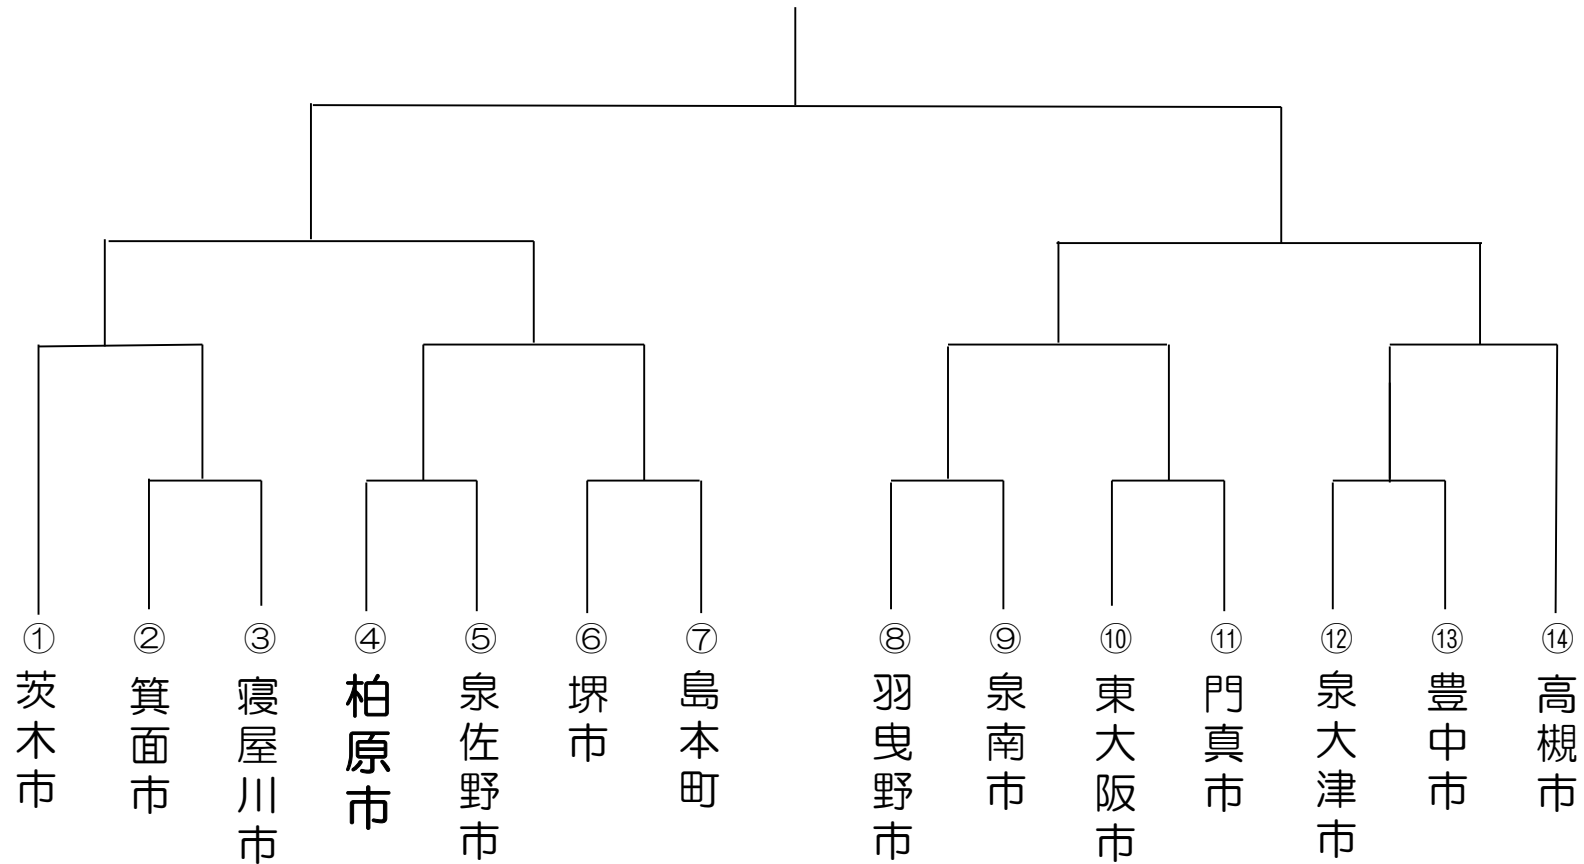 ①
茨木市
②
箕面市
③
寝屋川市
④
柏原市
⑤
泉佐野市
⑥
堺市
⑦
島本町
⑧
羽曳野市
⑨
泉南市
⑩
東大阪市
⑪
門真市
⑫
泉大津市
⑬
豊中市
⑭
高槻市